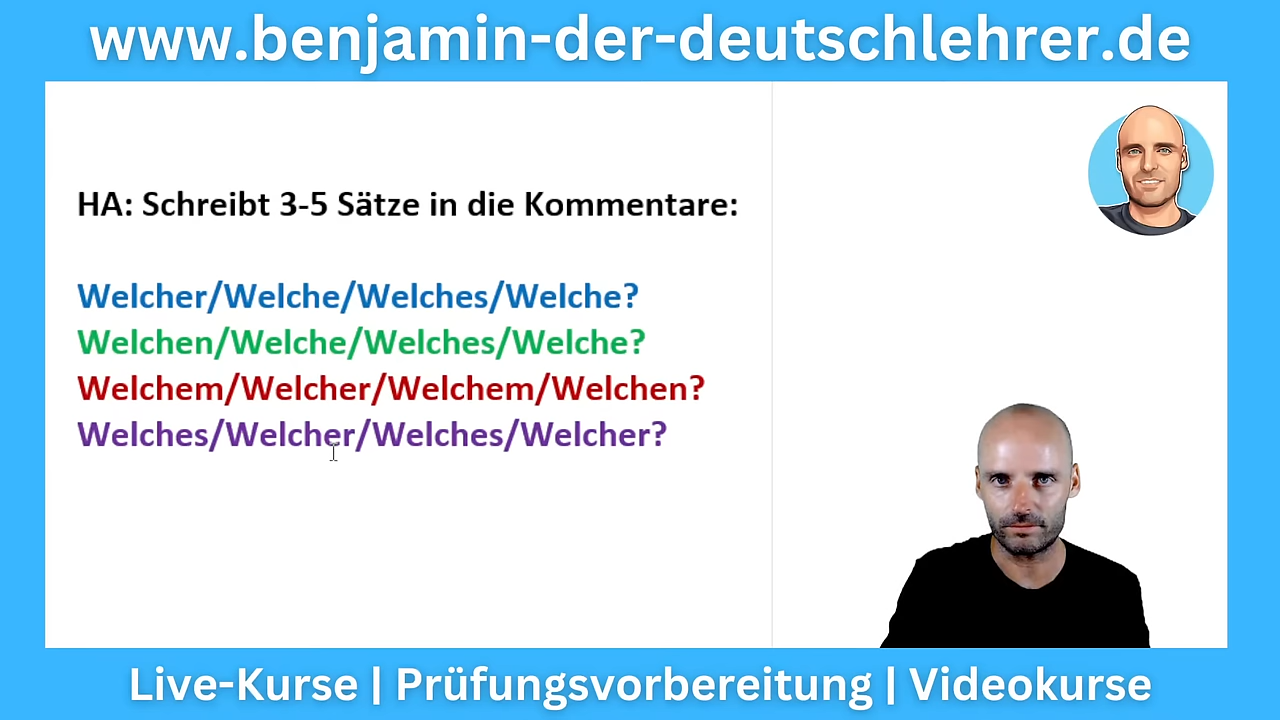 www.benjamin-der-deutschlehrer.de
HA: Schreibt 3-5 Sätze in die Kommentare:
Welcher/Welche/Welches/Welche?
Welchen/Welche/Welches/Welche?
Welchem/Welcher/Welchem/Welchen?
Welches/Welcher/Welches/Welcher?
Live-Kurse | Prüfungsvorbereitung | Videokurse